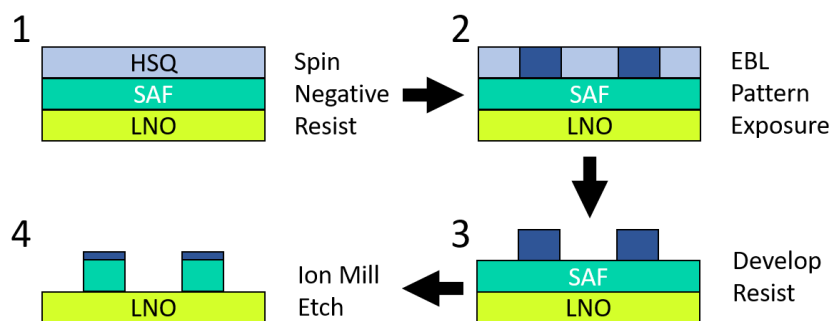 1
HSQ
SAF
LNO
Spin
Negative
Resist
2
SAF
LNO
EBL
Pattern
Exposure
4
LNO
Ion Mill
Etch
3
SAF
LNO
Develop
Resist